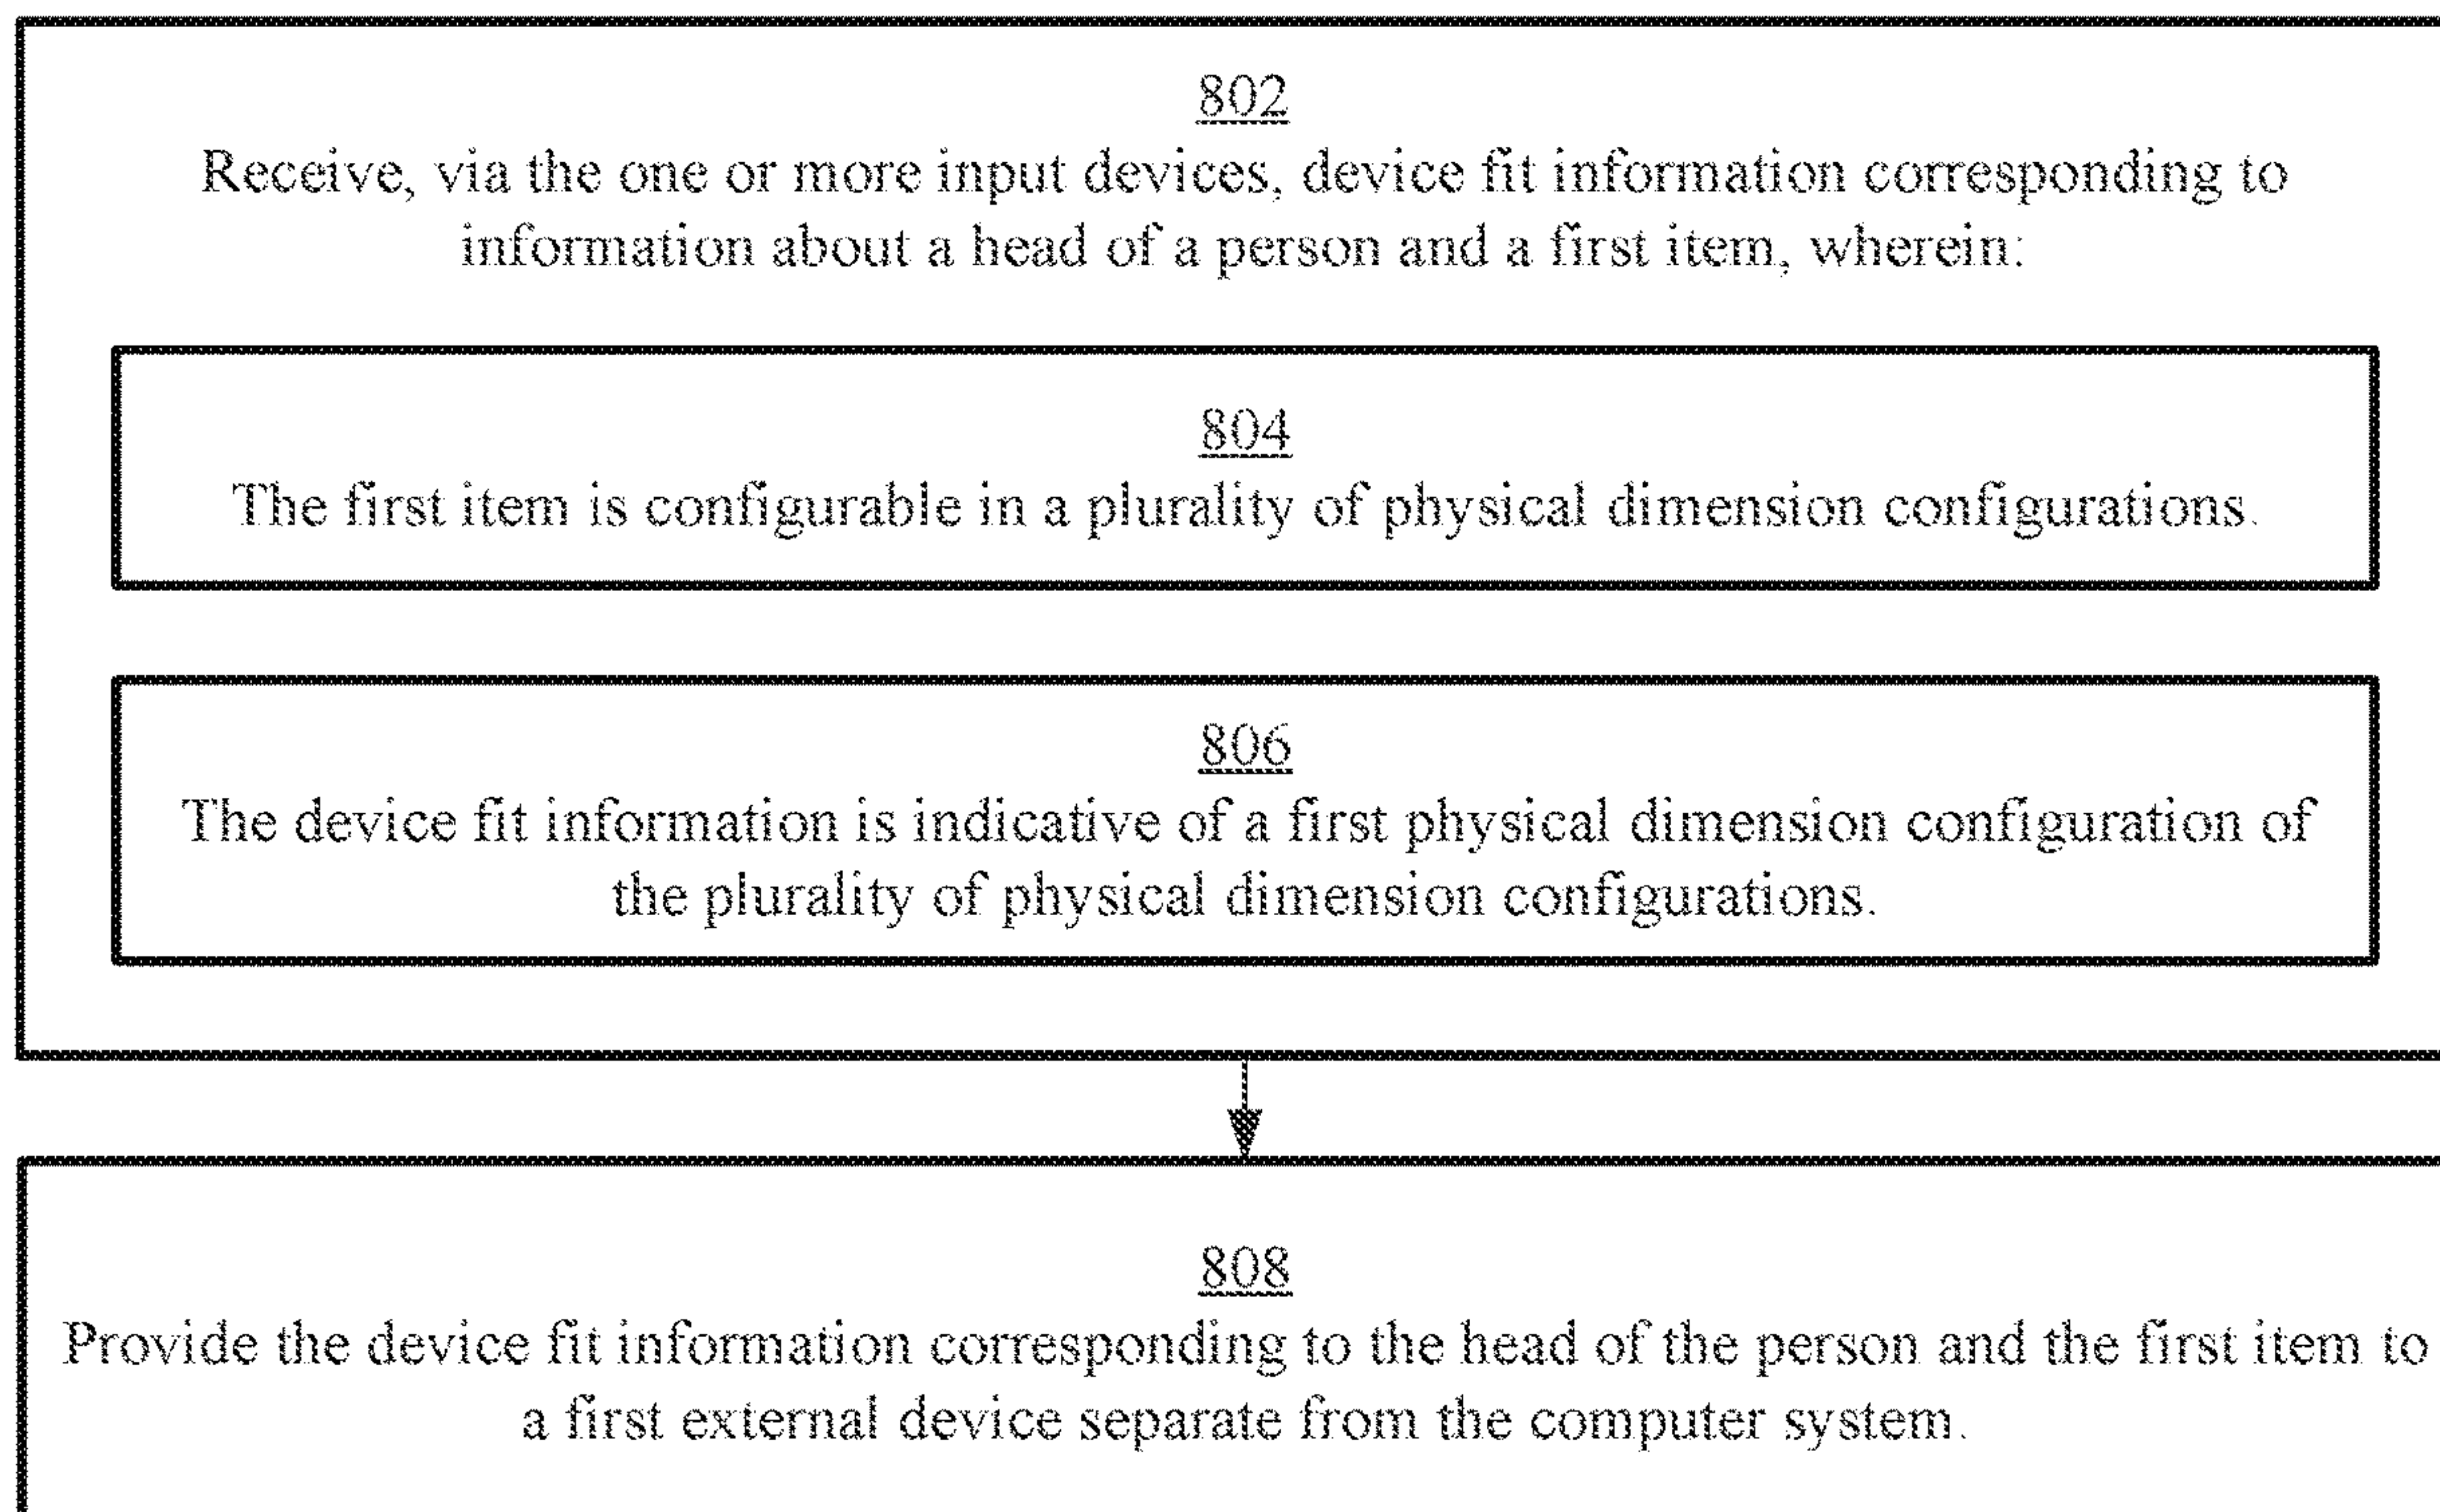 802
Receive, via the one or more input devices, device fit information corresponding to
information about a head of a person and a first item, wherein:
804
The first item is configurable in a plurality of physical dimension configurations.
806
The device fit information is indicative of a first physical dimension configuration of
the plurality of physical dimension configurations.
808
Provide the device fit information corresponding to the head of the person and the first item to
a first external device separate from the computer system.